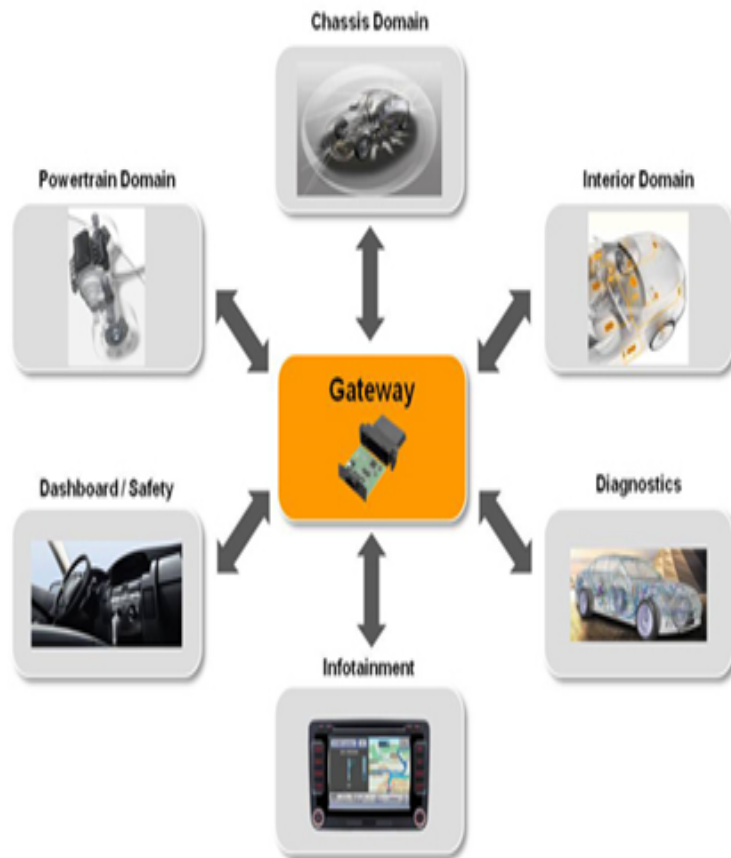 Chassis Domain
Powertrain Domain
Interior Domain
Gateway
Dashboard / Safety
Diagnostics
Infotainment